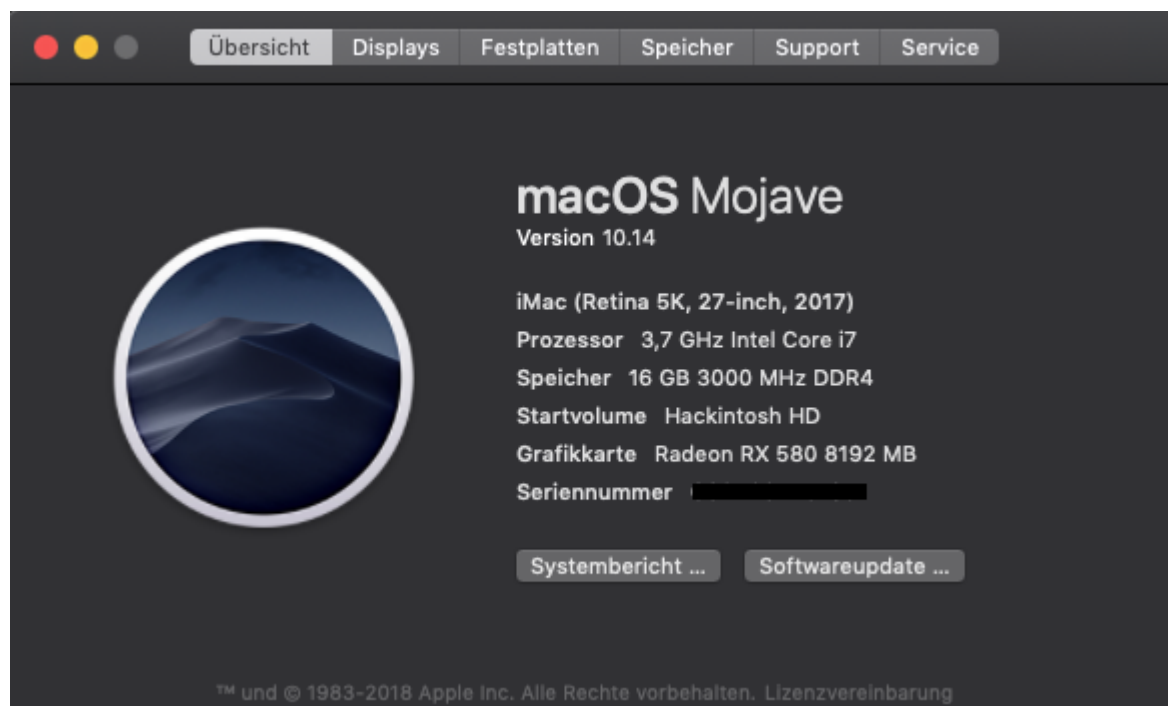 Übersicht Displays Festplatten Speicher Support Service
macOS Mojave
Version 10.14
iMac (Retina 5K, 27-inch, 2017)
Prozessor 3,7 GHz Intel Core i7
Speicher 16 GB 3000 MHz DDR4
Startvolume Hackintosh HD
Grafikkarte Radeon RX 580 8192 MB
Seriennummer
Systembericht ... Softwareupdate ...
™ und © 1983-2018 Apple Inc. Alle Rechte vorbehalten. Lizenzvereinbarung